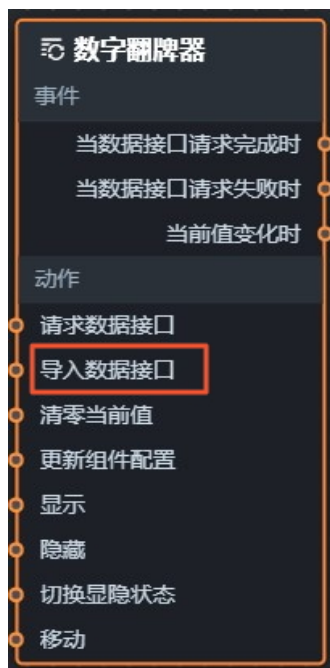 数字翻牌器
事件
当数据接口请求完成时
当数据接口请求失败时
当前值变化时
动作
请求数据接口
导入数据接口
清零当前值
更新组件配置
显示
隐藏
切换显隐状态
移动